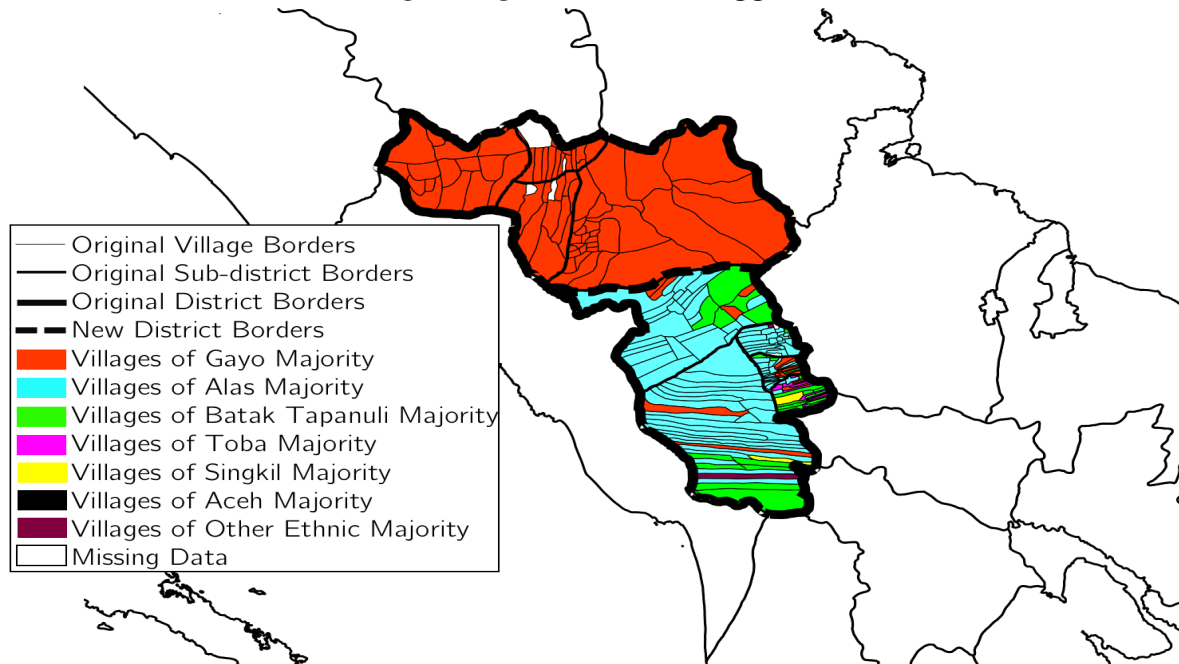 Original Village Borders
Original Sub-district Borders
Original District Borders
New District Borders
Villages of Gayo Majority
Villages of Alas Majority
Villages of Batak Tapanuli Majority
Villages of Toba Majority
Villages of Singkil Majority
Villages of Aceh Majority
Villages of Other Ethnic Majority
Missing Data